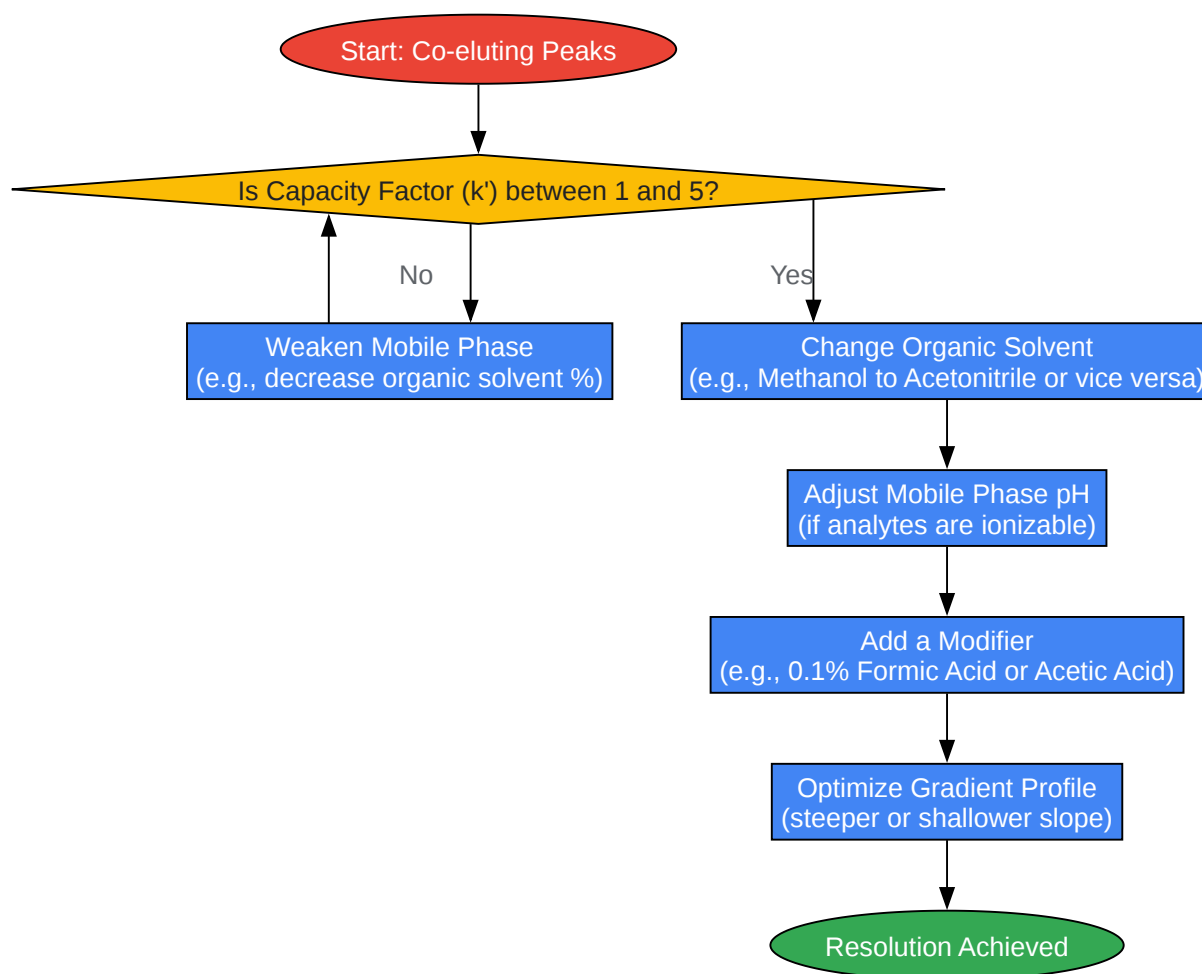 Start: Co-eluting Peaks
Is Capacity Factor (k') between 1 and 5?
No
Yes
Weaken Mobile Phase
(e.g., decrease organic solvent %)
Change Organic Solvent
(e.g., Methanol to Acetonitrile or vice versa)
Adjust Mobile Phase pH
(if analytes are ionizable)
Add a Modifier
(e.g., 0.1% Formic Acid or Acetic Acid)
Optimize Gradient Profile
(steeper or shallower slope)
Resolution Achieved